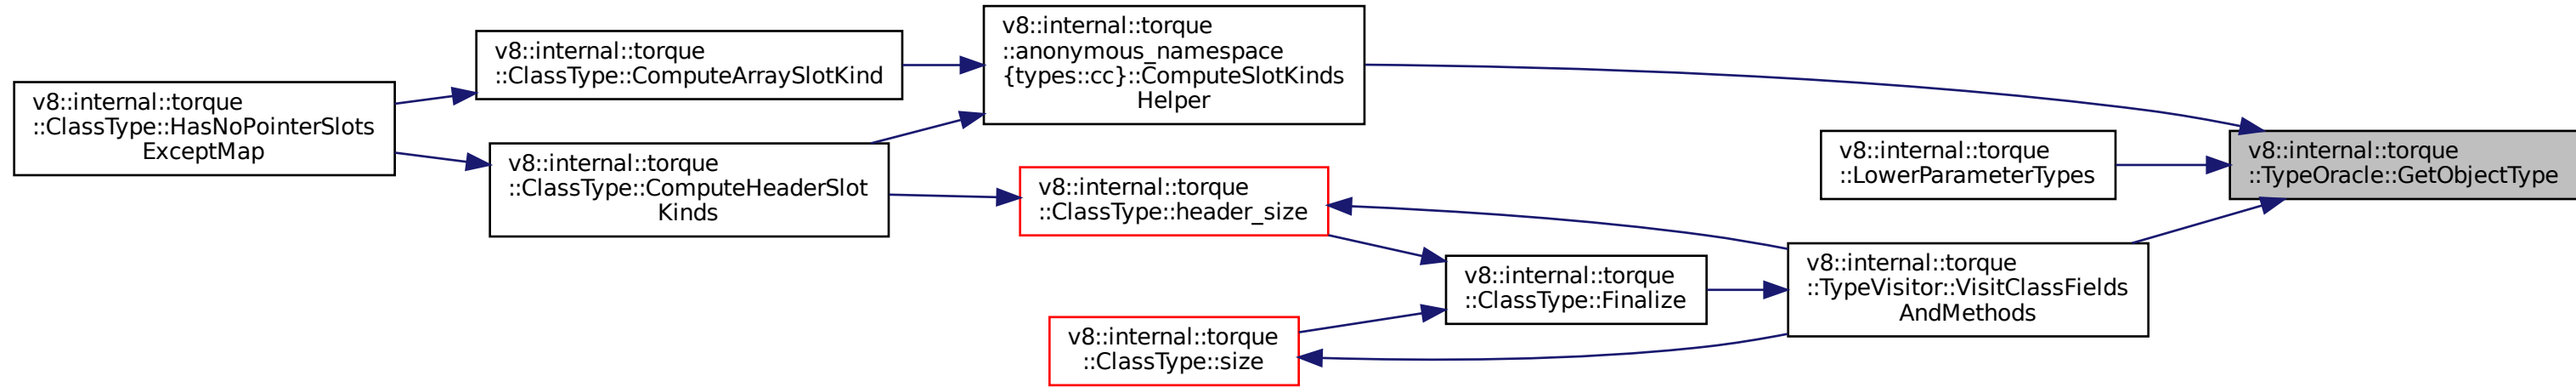 v8::internal::torque
::ClassType::HasNoPointerSlots
ExceptMap
v8::internal::torque
::ClassType::ComputeArraySlotKind
v8::internal::torque
::ClassType::ComputeHeaderSlot
Kinds
v8::internal::torque
::anonymous_namespace
{types::cc}::ComputeSlotKinds
Helper
v8::internal::torque
::ClassType::header_size
v8::internal::torque
::ClassType::size
v8::internal::torque
::ClassType::Finalize
v8::internal::torque
::LowerParameterTypes
v8::internal::torque
::TypeVisitor::VisitClassFields
AndMethods
v8::internal::torque
::TypeOracle::GetObjectType